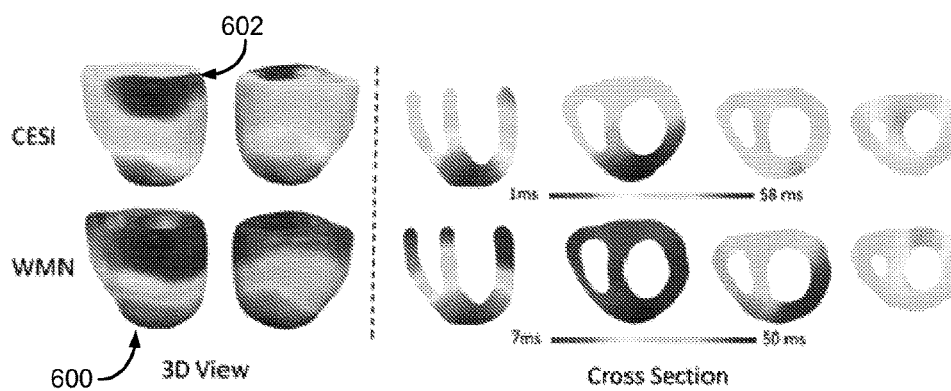 602
CESI
1ms 58 ms
WMN
7ms 50 ms
600
3D View
Cross Section